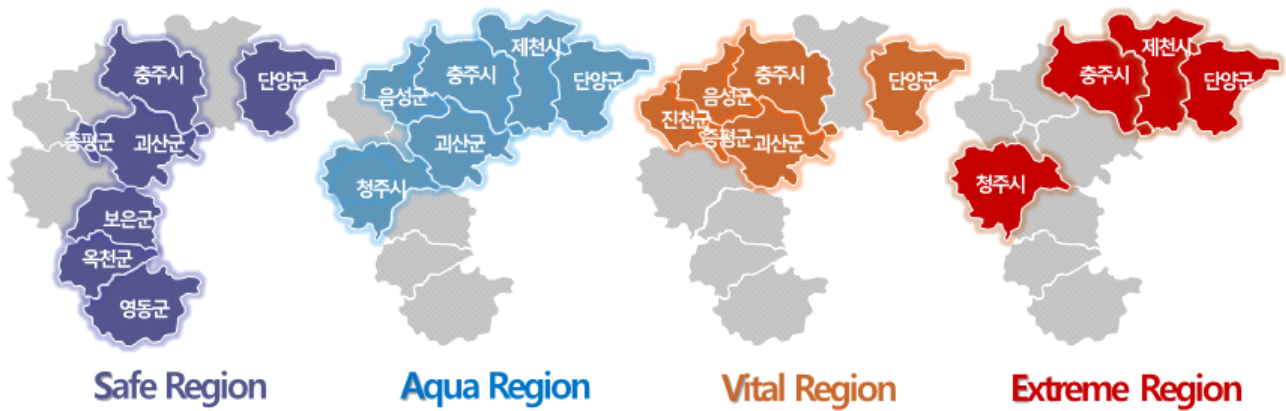 충주시
단양군
증평군
괴산군
보은군
옥천군
영동군
Safe Region
제천시
충주시
단양군
음성군
괴산군
청주시
Aqua Region
충주시
단양군
음성군
진천군
증평군
괴산군
Vital Region
제천시
충주시
단양군
청주시
Extreme Region